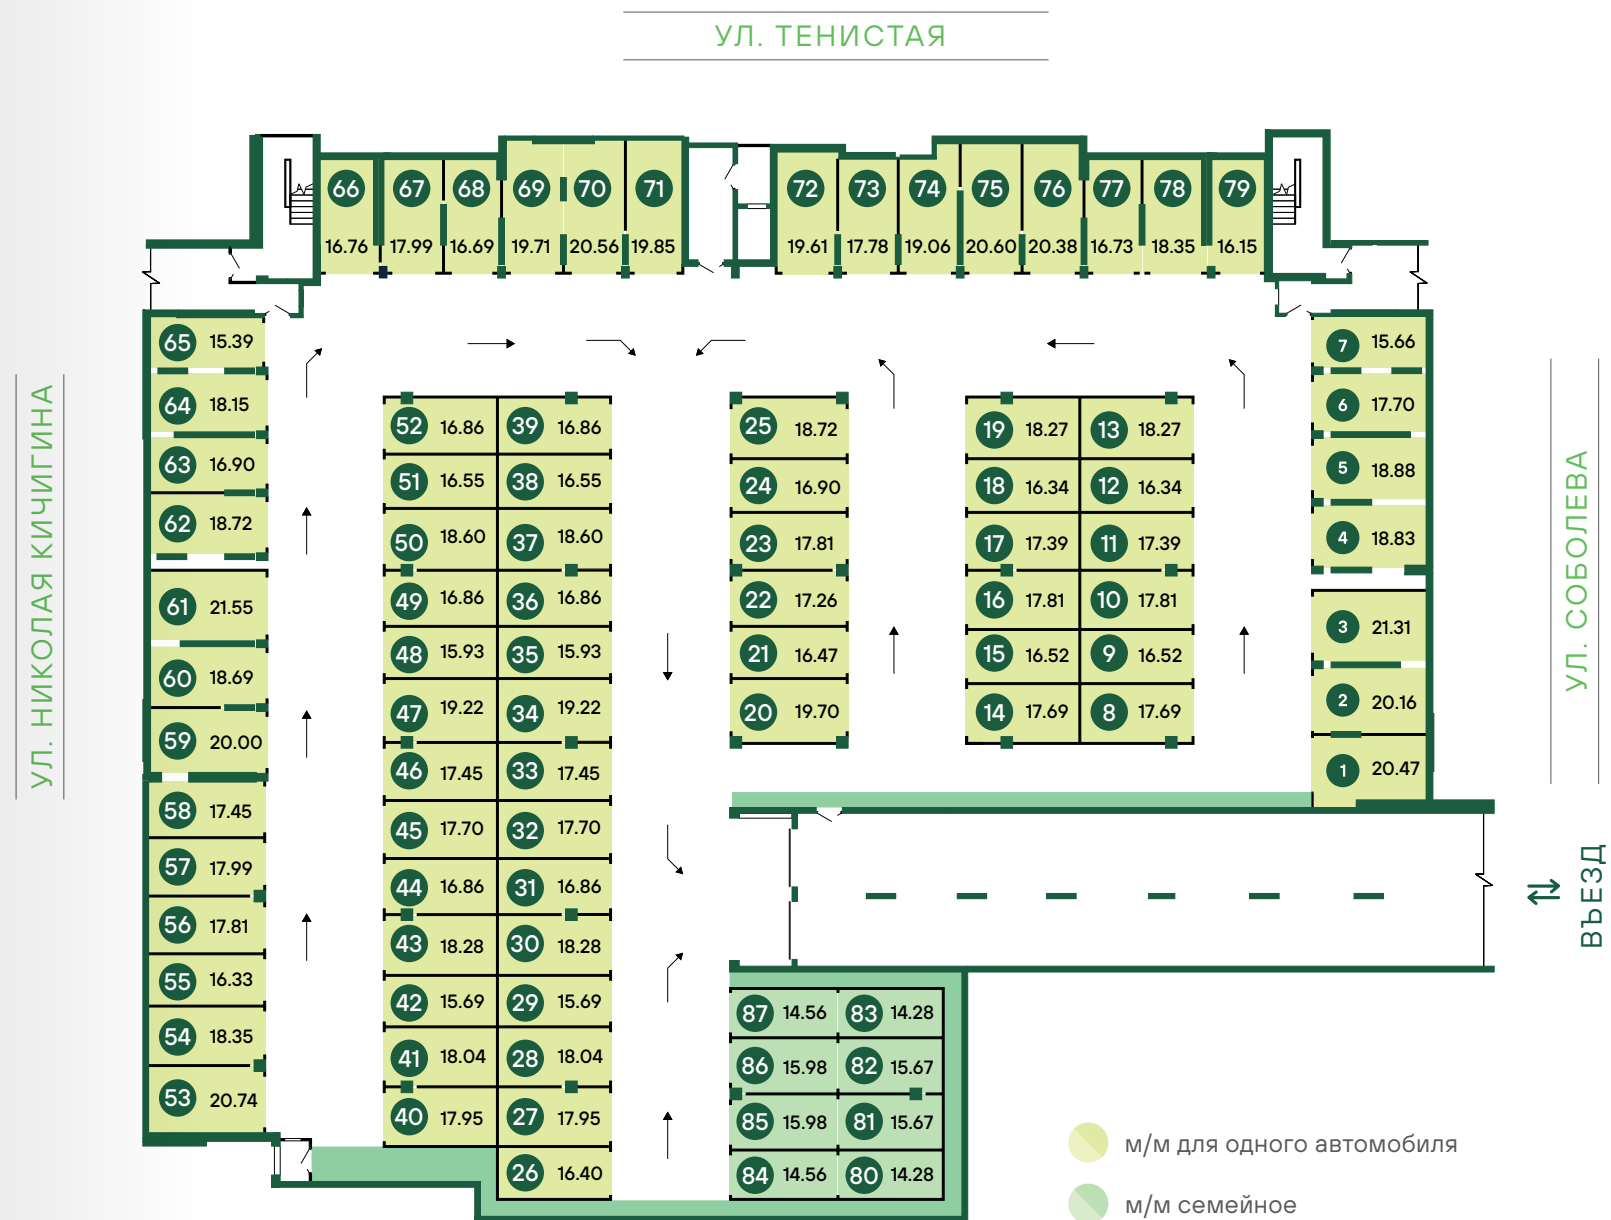 УЛ. ТЕНИСТАЯ
66 67 68 69 70 71 72 73 74 75 76 77 78 79
16.76 17.99 16.69 19.71 20.56 19.85 19.61 17.78 19.06 20.60 20.38 16.73 18.35 16.15
УЛ. НИКОЛАЯ КИЧИГИНА
65 15.39
64 18.15
63 16.90
62 18.72
61 21.55
60 18.69
59 20.00
58 17.45
57 17.99
56 17.81
55 16.33
54 18.35
53 20.74
52 16.86 39 16.86
51 16.55 38 16.55
50 18.60 37 18.60
49 16.86 36 16.86
48 15.93 35 15.93
47 19.22 34 19.22
46 17.45 33 17.45
45 17.70 32 17.70
44 16.86 31 16.86
43 18.28 30 18.28
42 15.69 29 15.69
41 18.04 28 18.04
40 17.95 27 17.95
26 16.40
25 18.72
24 16.90
23 17.81
22 17.26
21 16.47
20 19.70
19 18.27 13 18.27
18 16.34 12 16.34
17 17.39 11 17.39
16 17.81 10 17.81
15 16.52 9 16.52
14 17.69 8 17.69
7 15.66
6 17.70
5 18.88
4 18.83
3 21.31
2 20.16
1 20.47
УЛ. СОБОЛЕВА
ВЪЕЗД
87 14.56 83 14.28
86 15.98 82 15.67
85 15.98 81 15.67
84 14.56 80 14.28
м/м для одного автомобиля
м/м семейное